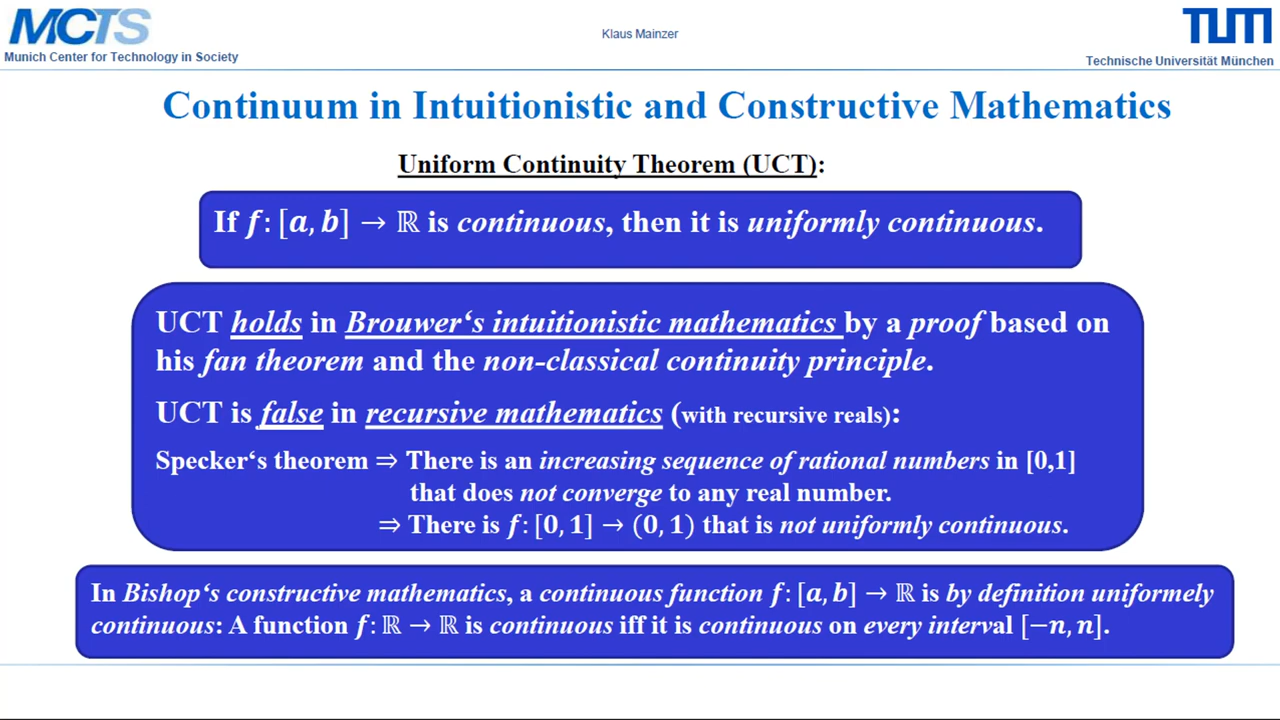 MCTS
Klaus Mainzer
TUM
Munich Center for Technology in Society
Technische Universität München
Continuum in Intuitionistic and Constructive Mathematics
Uniform Continuity Theorem (UCT):
If f: [a, b] → ℝ is continuous, then it is uniformly continuous.
UCT holds in Brouwer‘s intuitionistic mathematics by a proof based on
his fan theorem and the non-classical continuity principle.
UCT is false in recursive mathematics (with recursive reals):
Specker‘s theorem ⇒ There is an increasing sequence of rational numbers in [0,1]
that does not converge to any real number.
⇒ There is f: [0, 1] → (0, 1) that is not uniformly continuous.
In Bishop‘s constructive mathematics, a continuous function f: [a, b] → ℝ is by definition uniformely
continuous: A function f: ℝ → ℝ is continuous iff it is continuous on every interval [−n, n].